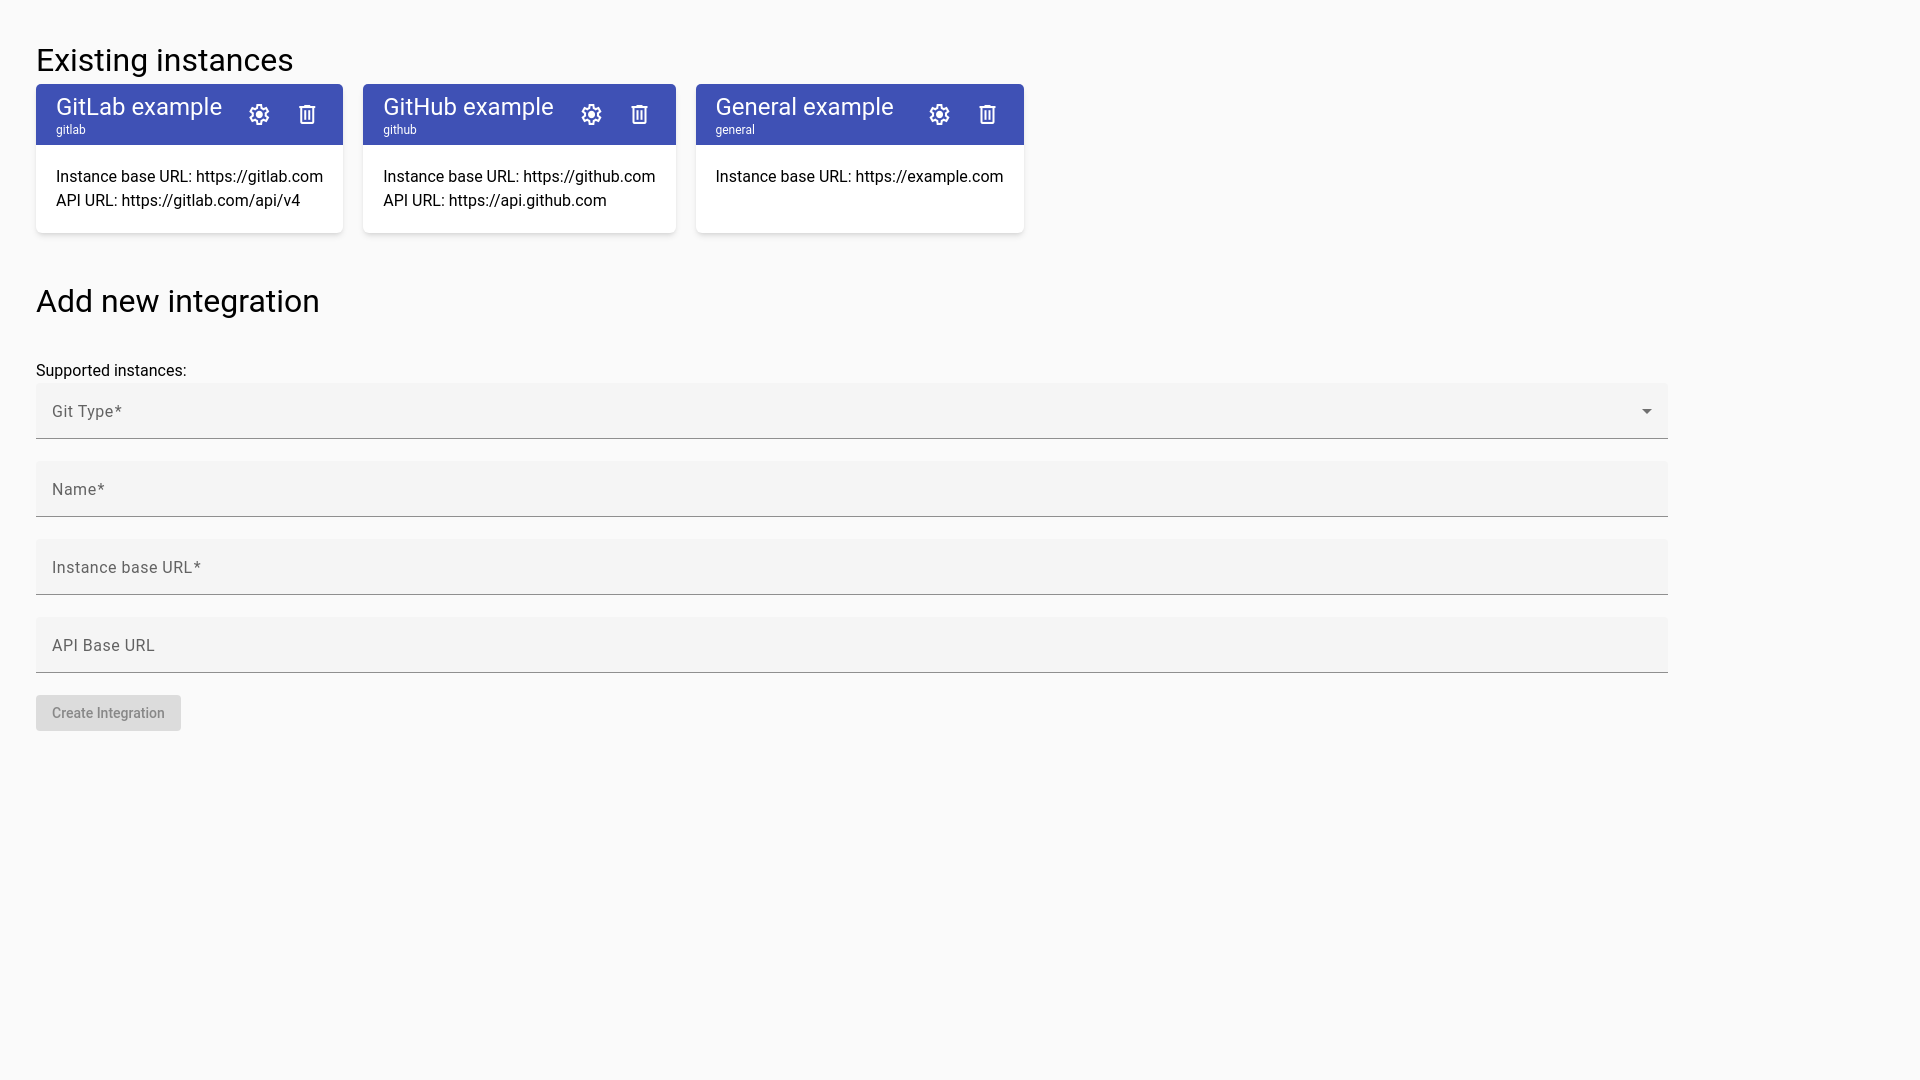 Existing instances
GitLab example
gitlab
Instance base URL: https://gitlab.com
API URL: https://gitlab.com/api/v4
GitHub example
github
Instance base URL: https://github.com
API URL: https://api.github.com
General example
general
Instance base URL: https://example.com
Add new integration
Supported instances:
Git Type*
Name*
Instance base URL*
API Base URL
Create Integration